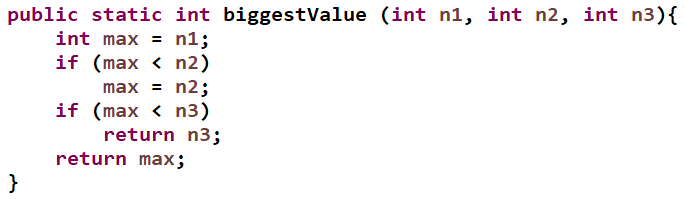 public static int biggestValue (int n1, int n2, int n3){
    int max = n1;
    if (max < n2)
        max = n2;
    if (max < n3)
        return n3;
    return max;
}